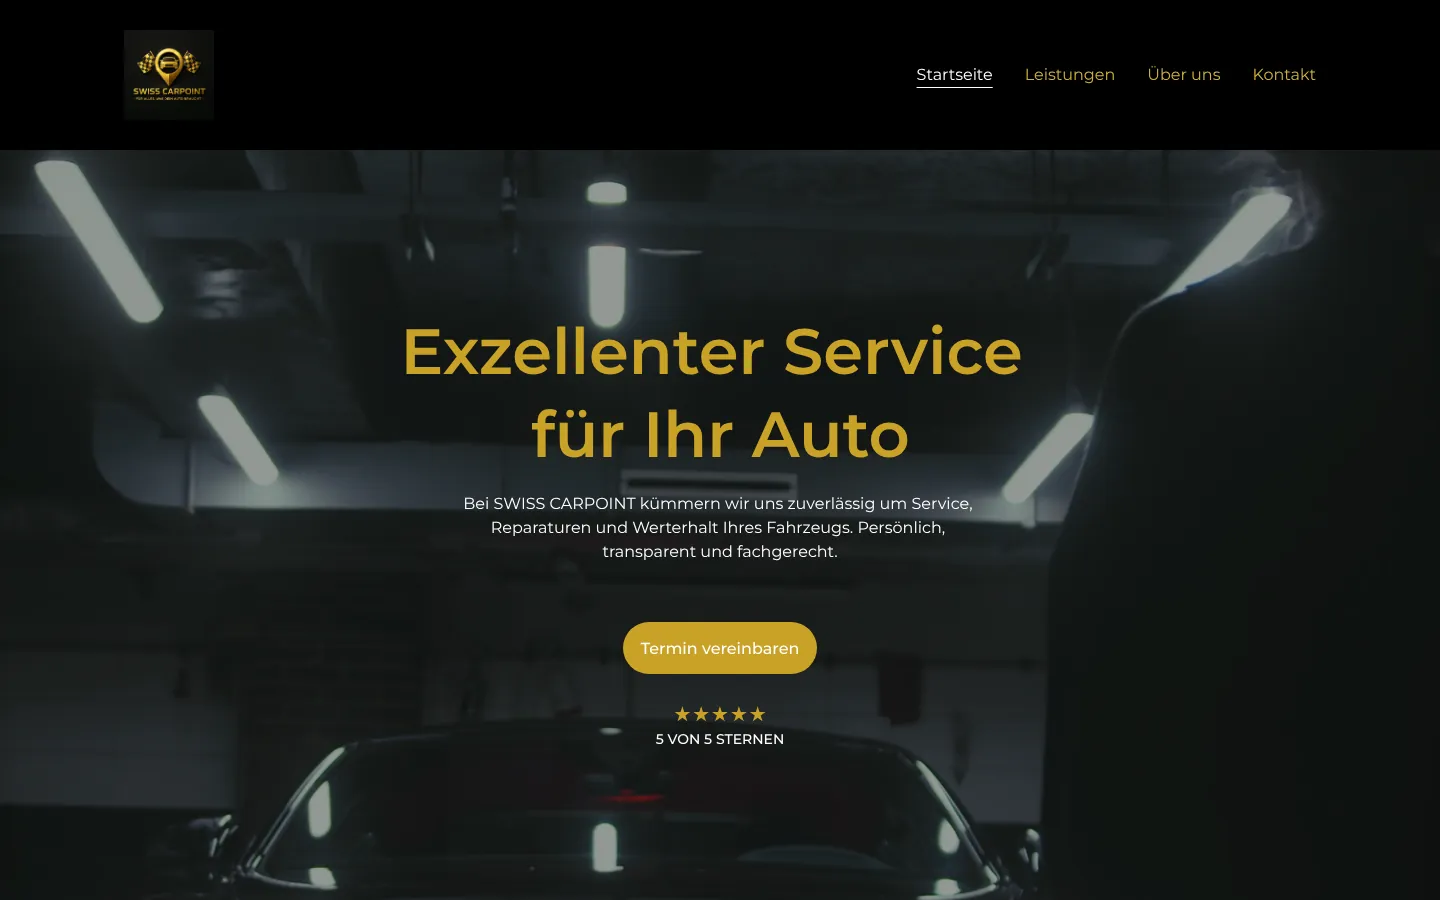 SWISS CARPOINT
Startseite
Leistungen
Über uns
Kontakt
Exzellenter Service
für Ihr Auto
Bei SWISS CARPOINT kümmern wir uns zuverlässig um Service,
Reparaturen und Werterhalt Ihres Fahrzeugs. Persönlich,
transparent und fachgerecht.
Termin vereinbaren
★★★★★
5 VON 5 STERNEN